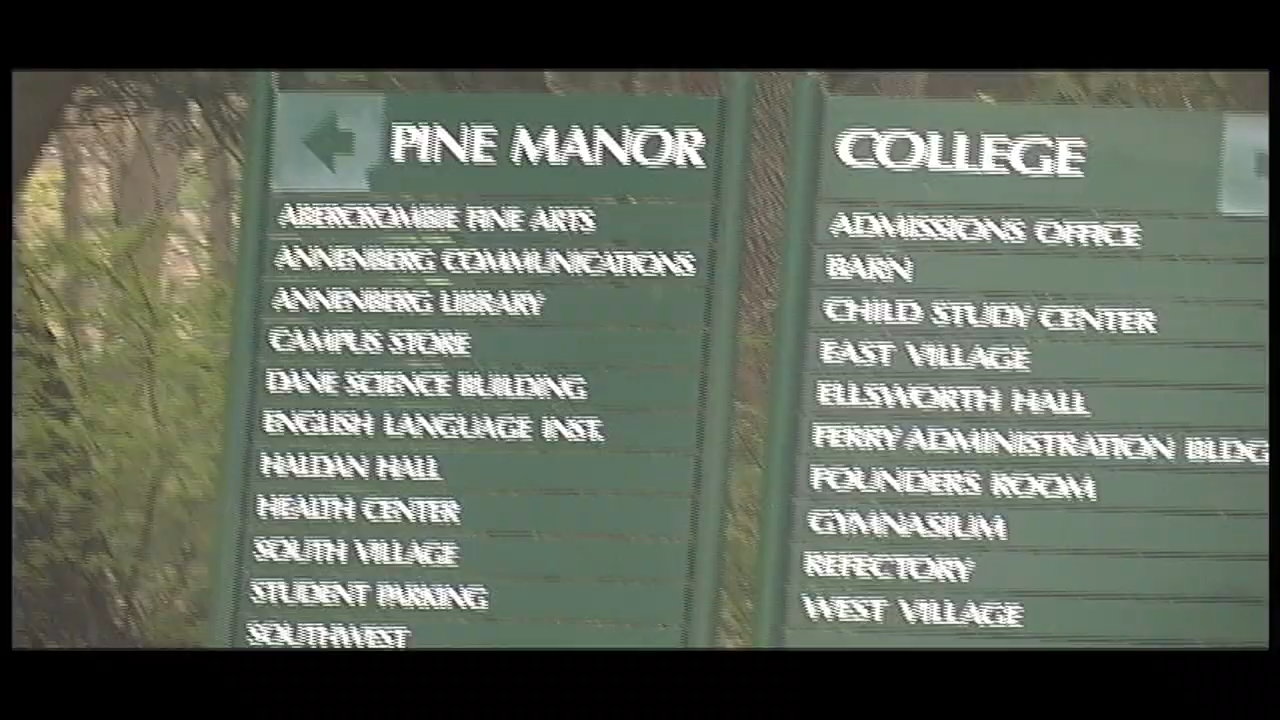 PINE MANOR
ABERCROMBIE FINE ARTS
ANNENBERG COMMUNICATIONS
ANNENBERG LIBRARY
CAMPUS STORE
DANE SCIENCE BUILDING
ENGLISH LANGUAGE INST.
HALDAN HALL
HEALTH CENTER
SOUTH VILLAGE
STUDENT PARKING
SOUTHWEST
COLLEGE
ADMISSIONS OFFICE
BARN
CHILD STUDY CENTER
EAST VILLAGE
ELLSWORTH HALL
FERRY ADMINISTRATION BLDG
FOUNDERS ROOM
GYMNASIUM
REFECTORY
WEST VILLAGE